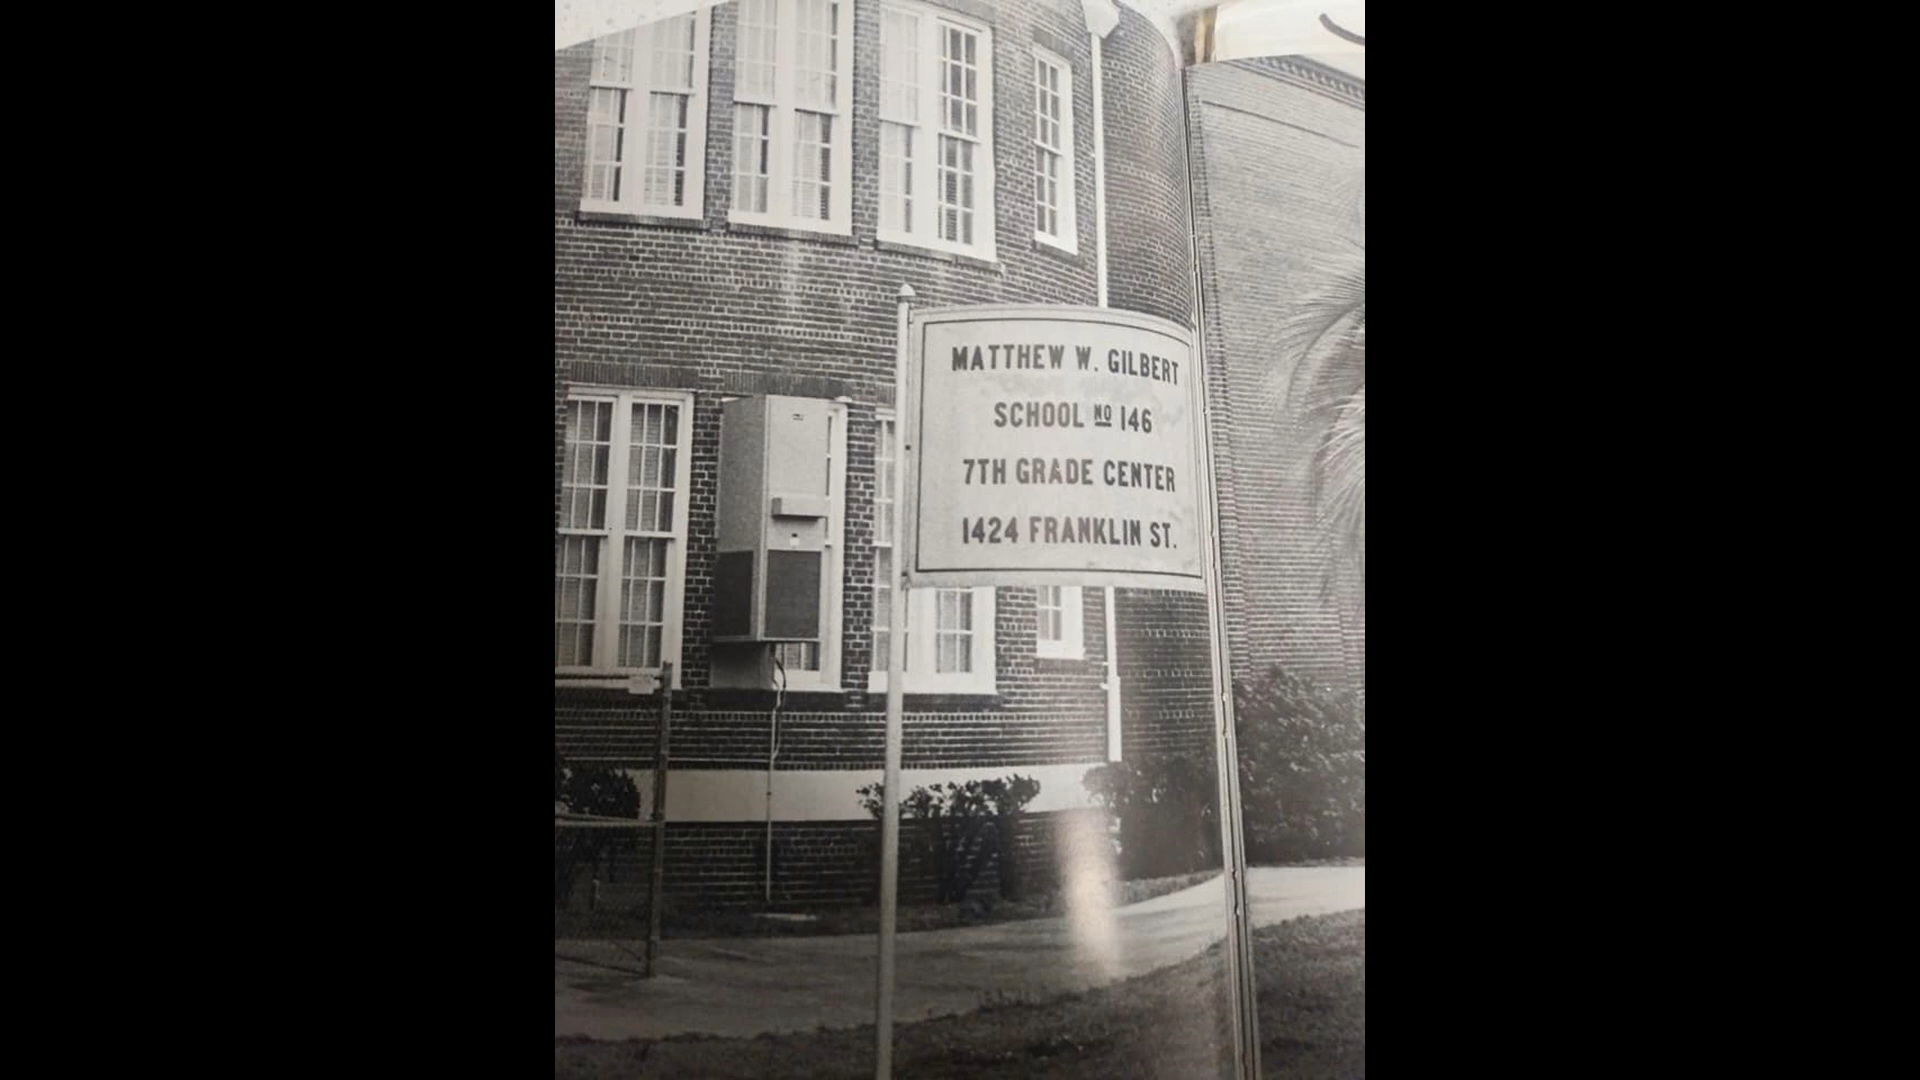 MATTHEW W. GILBERT
SCHOOL NO 146
7TH GRADE CENTER
1424 FRANKLIN ST.